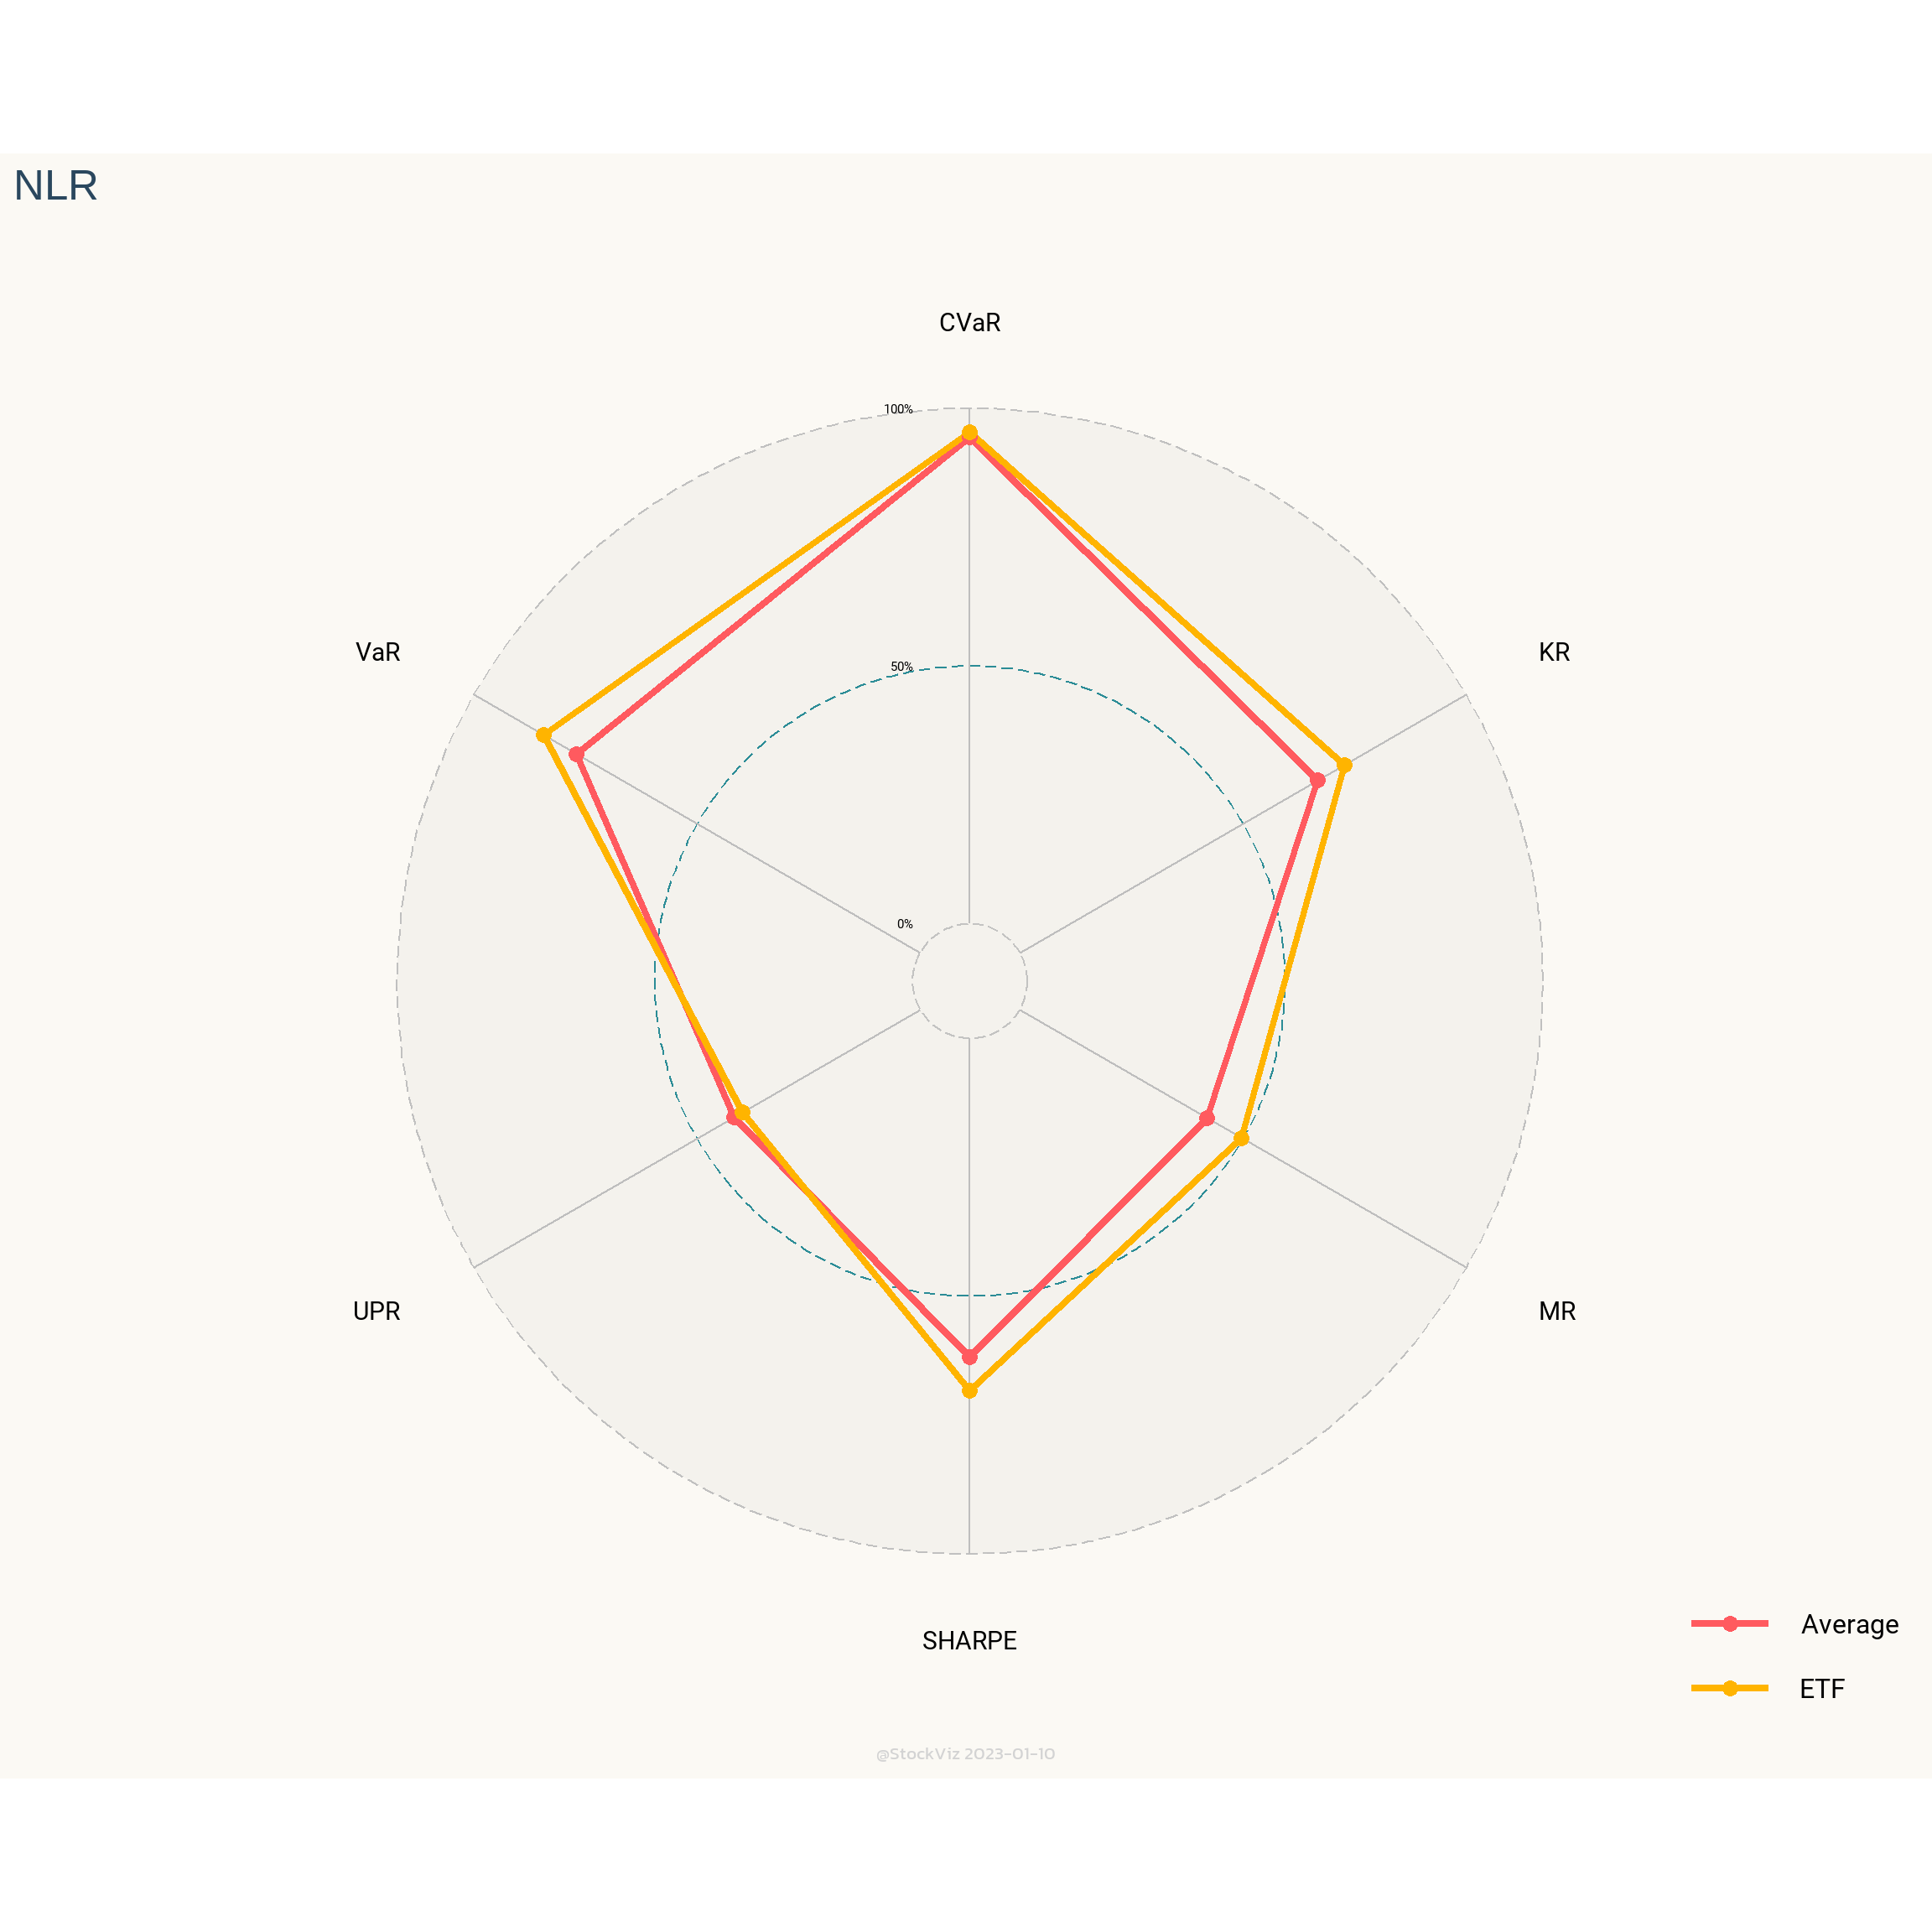 NLR
CVaR
100%
KR
VaR
50%
0%
UPR
MR
SHARPE
Average
ETF
@StockViz 2023-01-10